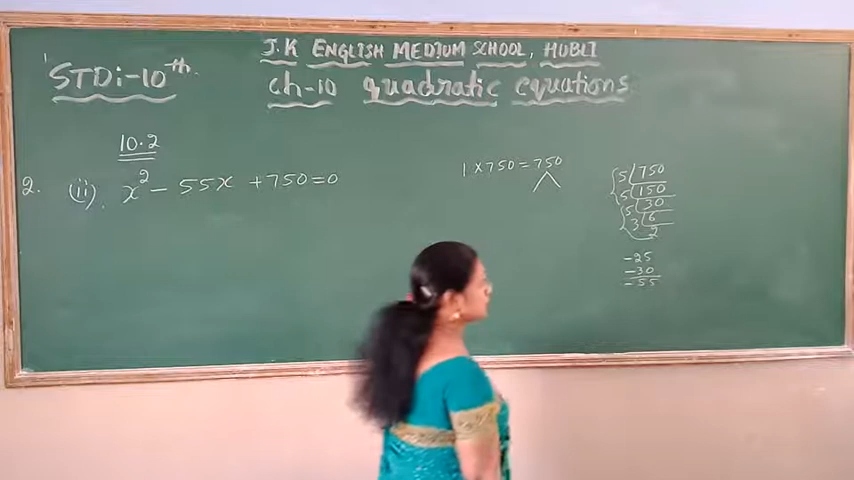 J.K ENGLISH MEDIUM SCHOOL, HUBLI
STDi-10th.
ch-10 quadratic equations
10.2
2. (ii). x² - 55x + 750 = 0
1 x 750 = 750
5 750
5 150
5 30
3 6
2
-25
-30
-55